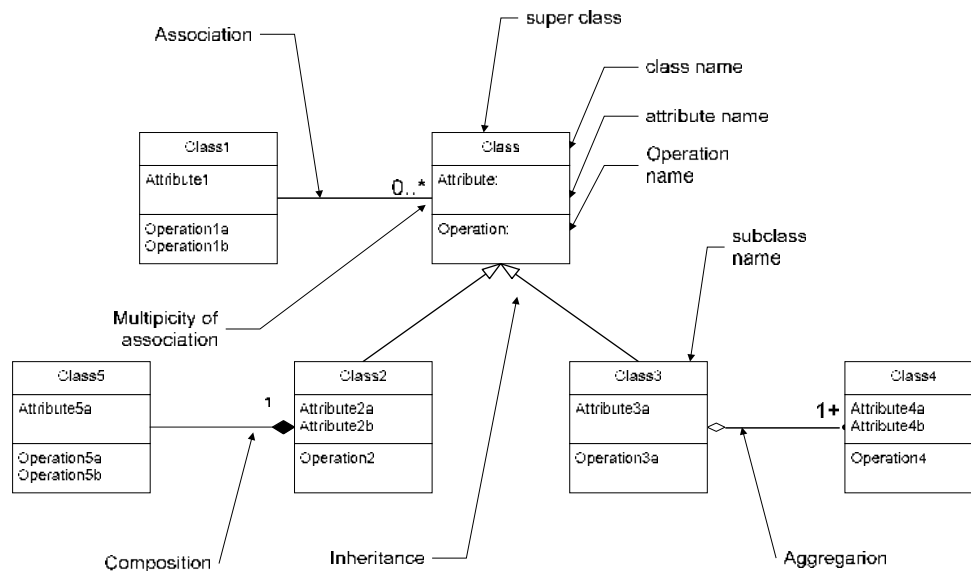 super class
Association
class name
attribute name
Class1
Class
Operation
name
Attribute1
Attribute:
0..*
Operation1a
Operation1b
Operation:
subclass
name
Multipicity of
association
Class5
Class2
Class3
Class4
Attribute5a
1
Attribute2a
Attribute2b
Attribute3a
1+
Attribute4a
Attribute4b
Operation5a
Operation5b
Operation2
Operation3a
Operation4
Composition
Inheritance
Aggregarion